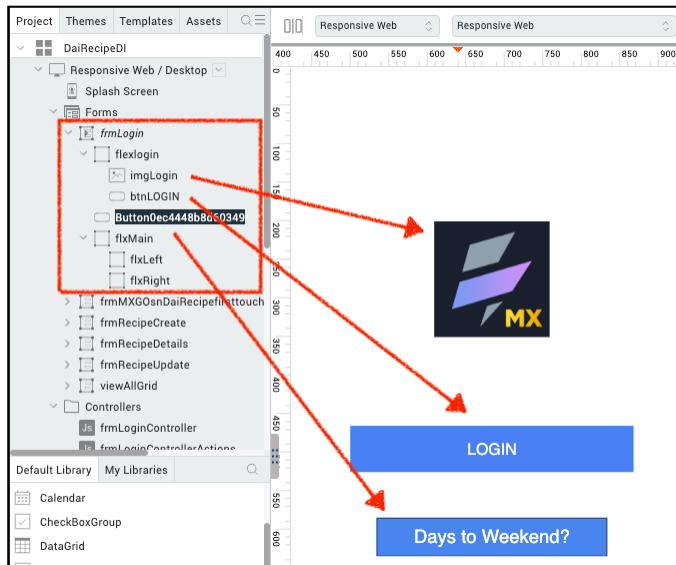 Project Themes Templates Assets
Responsive Web Responsive Web
400 450 500 550 600 650 700 750 800 850 900
DaiRecipeDI
Responsive Web / Desktop
Splash Screen
Forms
frmLogin
flexlogin
imgLogin
btnLOGIN
Button0ec4448b8d60349
flxMain
flxLeft
flxRight
frmMXGOsnDaiRecipefirsttouch
frmRecipeCreate
frmRecipeDetails
frmRecipeUpdate
viewAllGrid
Controllers
Js frmLoginController
Js frmLoginControllerActions
0
50
100
150
200
250
300
350
400
450
500
550
600
MX
LOGIN
Days to Weekend?
Default Library My Libraries
Calendar
CheckBoxGroup
DataGrid